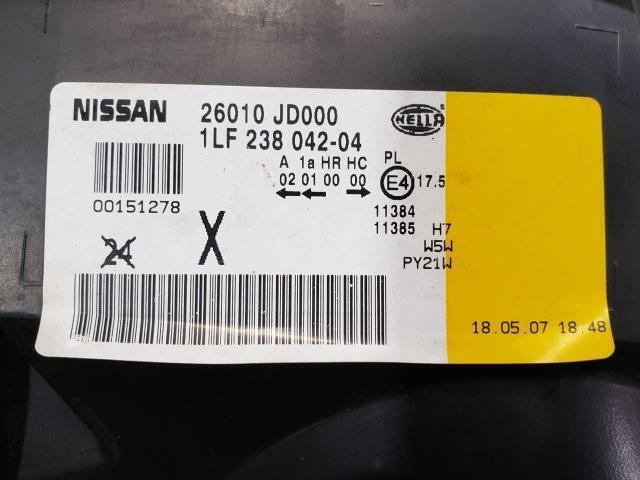 NISSAN 26010 JD000
1LF 238 042-04
HELLA
A 1a HR HC PL
02 01 00 00 E4 17.5
00151278
11384
11385 H7
W5W
PY21W
24 X
18.05.07 18.48